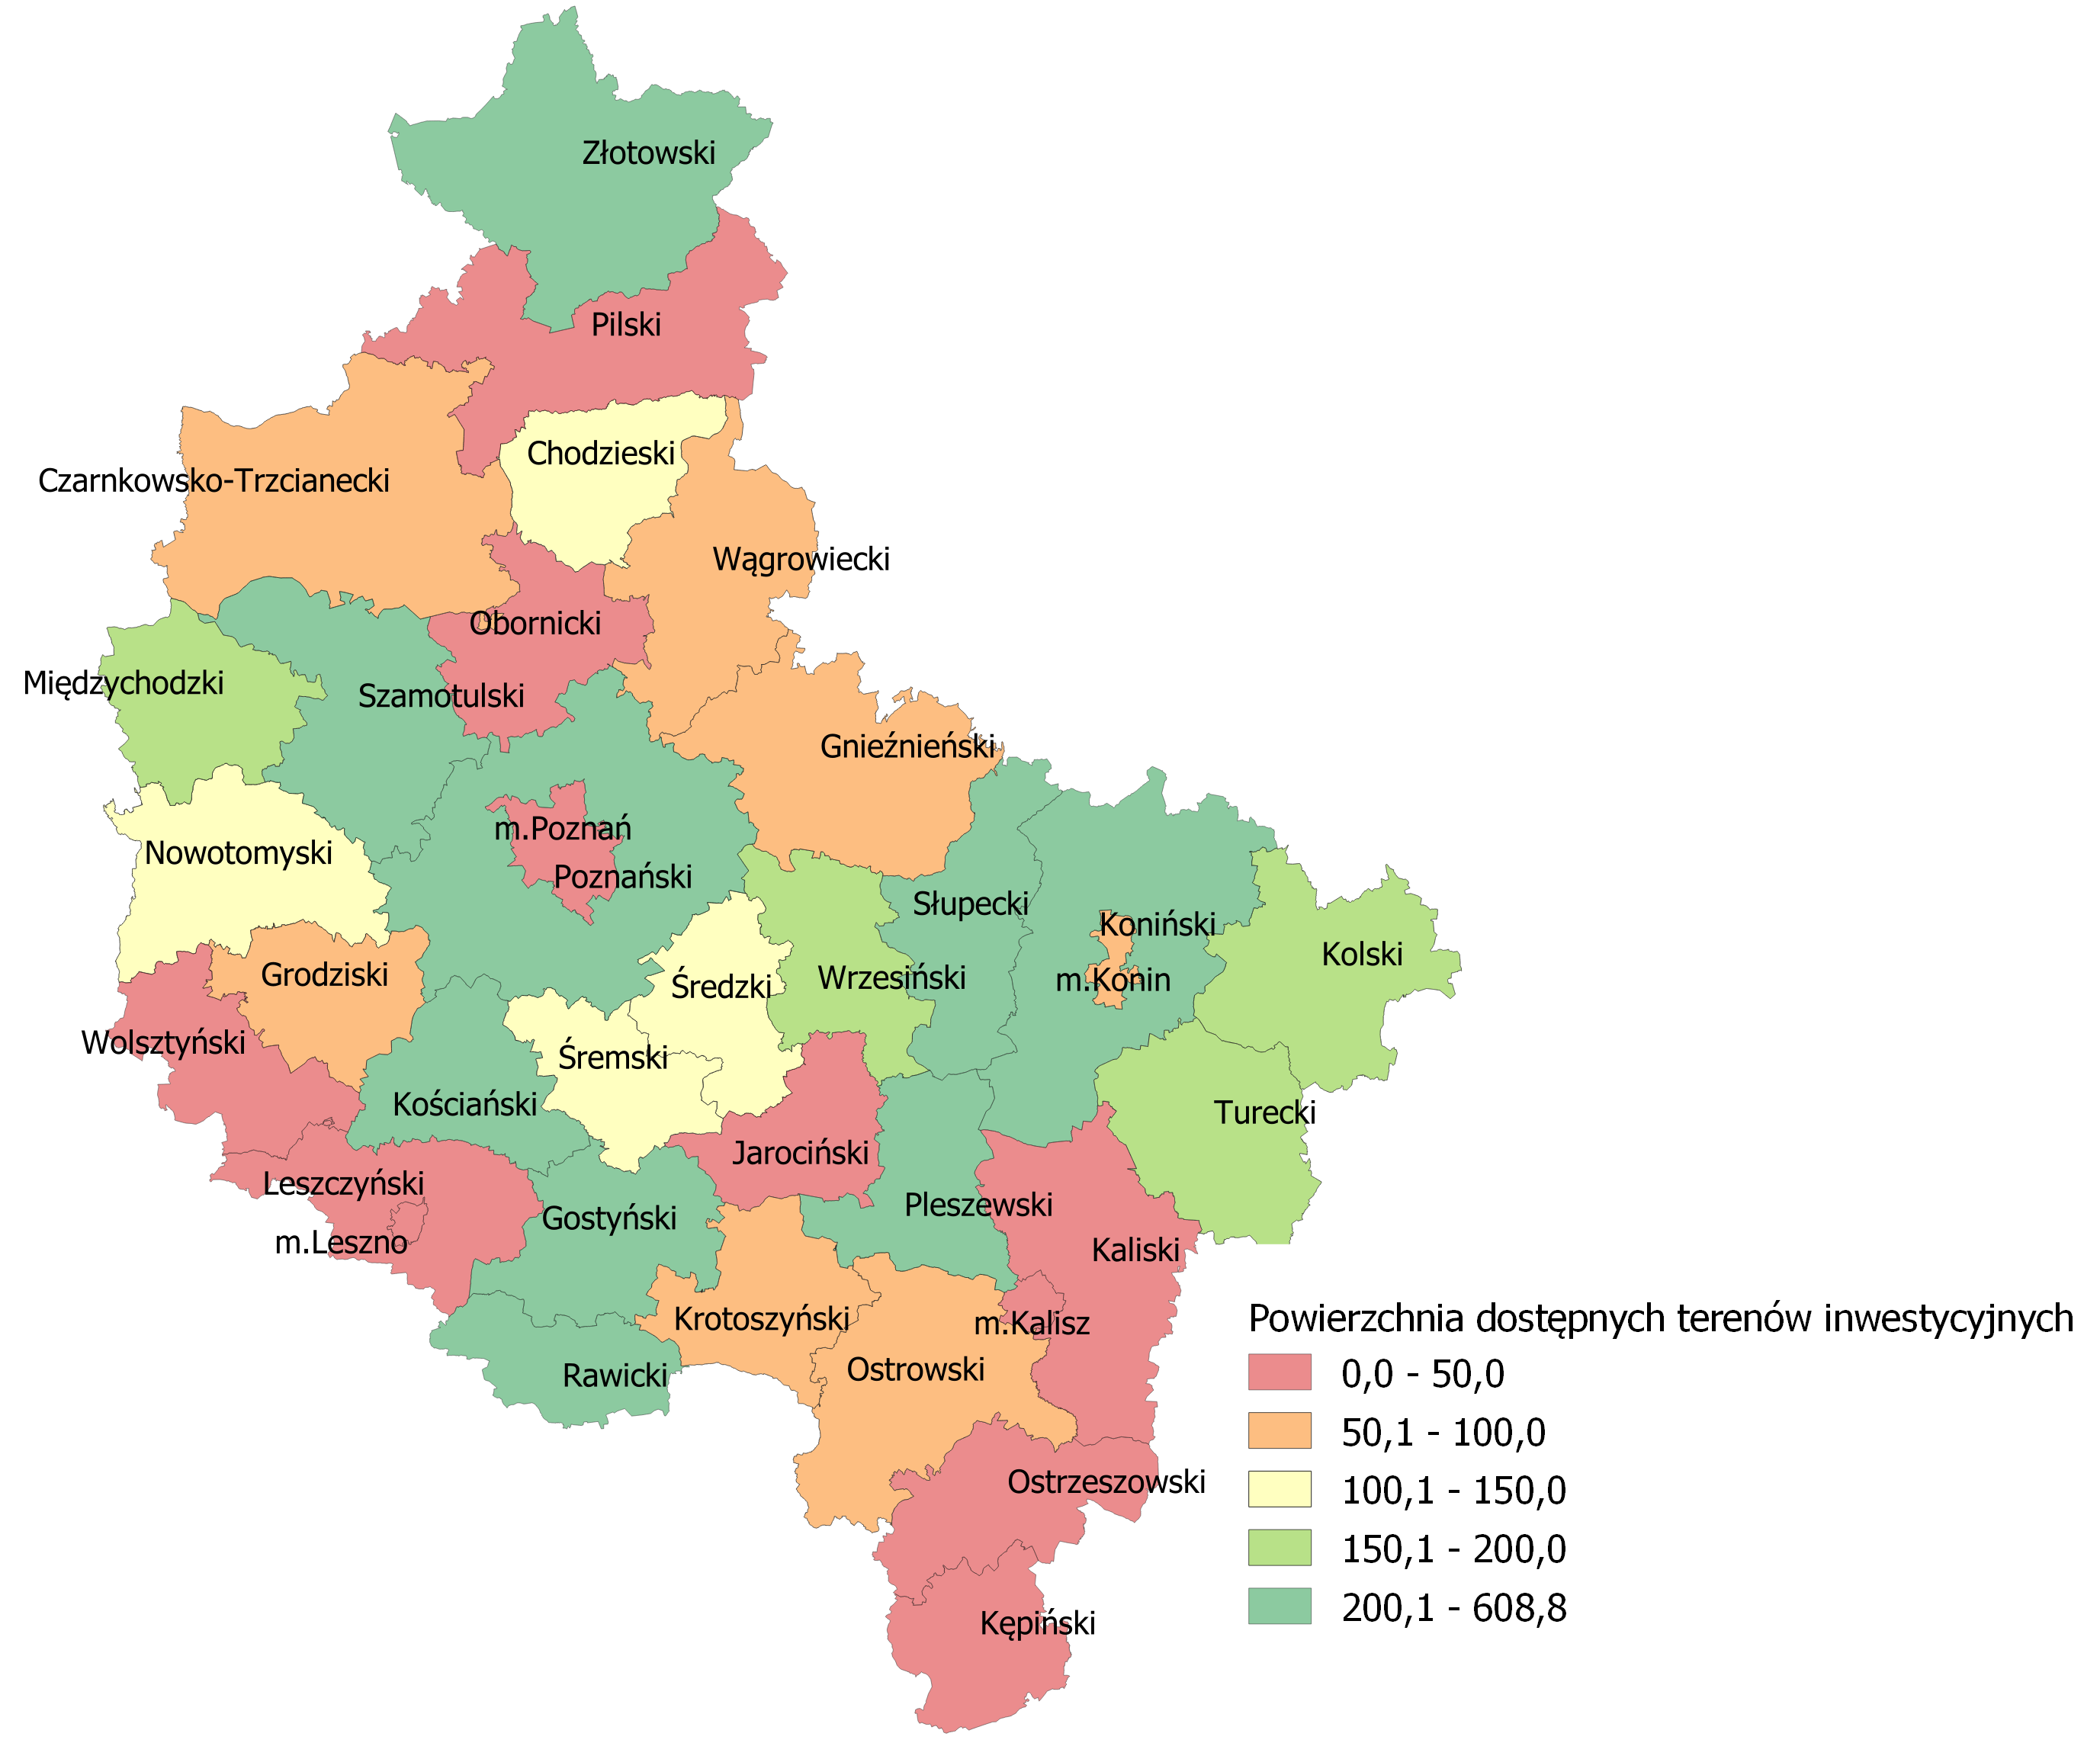 Złotowski
Pilski
Chodzieski
Czarnkowsko-Trzcianecki
Wągrowiecki
Obornicki
Międzychodzki
Szamotulski
Gnieźnieński
m.Poznań
Nowotomyski
Poznański
Słupecki
Koniński
Kolski
Grodziski
Średzki
Wrzesiński
m.Konin
Wolsztyński
Śremski
Kościański
Turecki
Jarociński
Leszczyński
Pleszewski
Gostyński
m.Leszno
Kaliski
Krotoszyński
m.Kalisz
Ostrowski
Rawicki
Ostrzeszowski
Kępiński
Powierzchnia dostępnych terenów inwestycyjnych
0,0 - 50,0
50,1 - 100,0
100,1 - 150,0
150,1 - 200,0
200,1 - 608,8